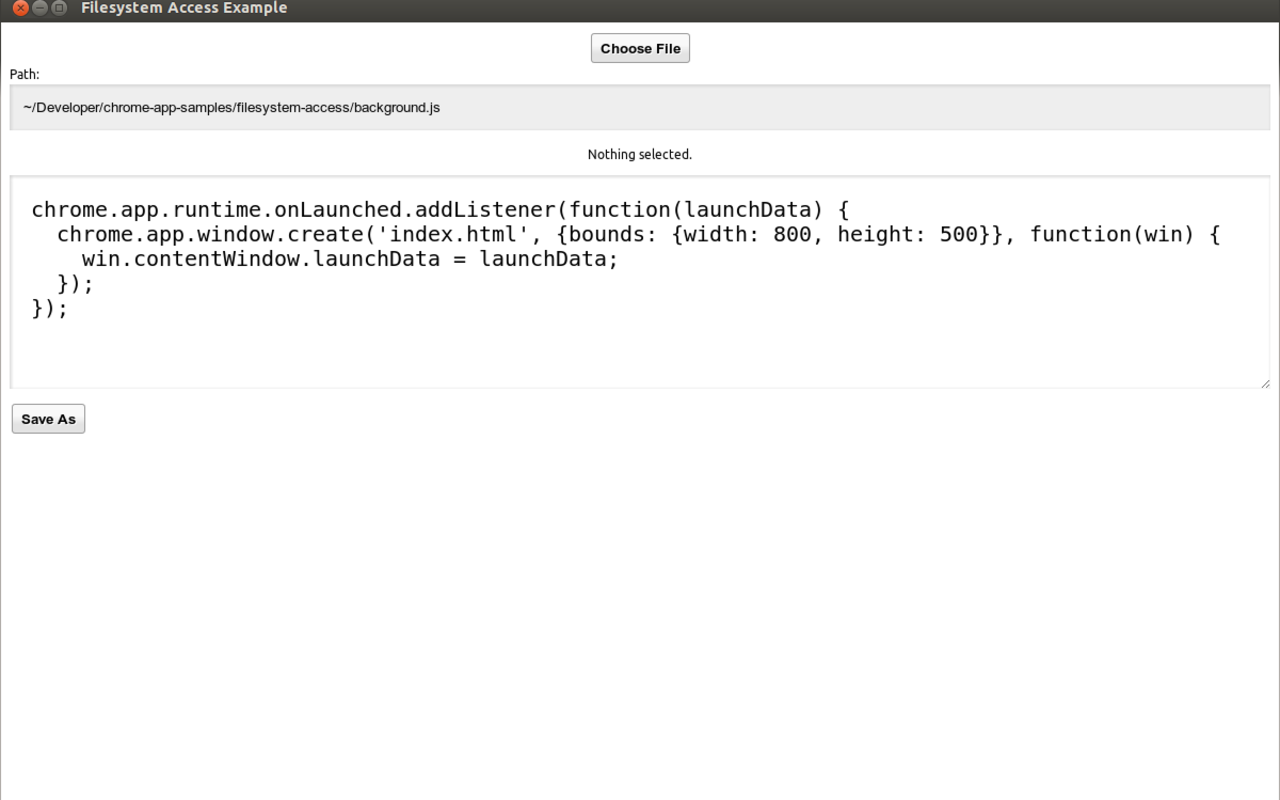 Filesystem Access Example
Choose File
Path:
~/Developer/chrome-app-samples/filesystem-access/background.js
Nothing selected.
chrome.app.runtime.onLaunched.addListener(function(launchData) {
  chrome.app.window.create('index.html', {bounds: {width: 800, height: 500}}, function(win) {
    win.contentWindow.launchData = launchData;
  });
});
Save As